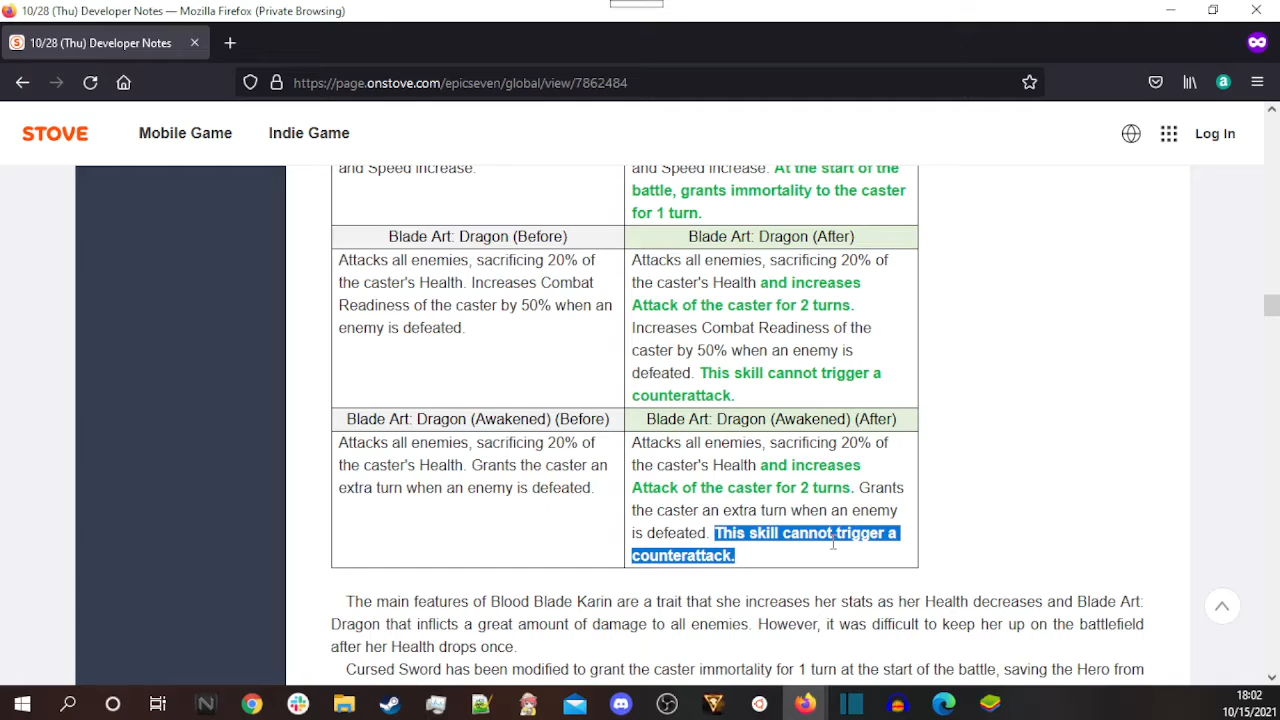 10/28 (Thu) Developer Notes — Mozilla Firefox (Private Browsing)
10/28 (Thu) Developer Notes
https://page.onstove.com/epicseven/global/view/7862484
STOVE
Mobile Game
Indie Game
Log In
and Speed increase.
and Speed increase. At the start of the
battle, grants immortality to the caster
for 1 turn.
Blade Art: Dragon (Before)
Blade Art: Dragon (After)
Attacks all enemies, sacrificing 20% of
the caster's Health. Increases Combat
Readiness of the caster by 50% when an
enemy is defeated.
Attacks all enemies, sacrificing 20% of
the caster's Health and increases
Attack of the caster for 2 turns.
Increases Combat Readiness of the
caster by 50% when an enemy is
defeated. This skill cannot trigger a
counterattack.
Blade Art: Dragon (Awakened) (Before)
Blade Art: Dragon (Awakened) (After)
Attacks all enemies, sacrificing 20% of
the caster's Health. Grants the caster an
extra turn when an enemy is defeated.
Attacks all enemies, sacrificing 20% of
the caster's Health and increases
Attack of the caster for 2 turns. Grants
the caster an extra turn when an enemy
is defeated. This skill cannot trigger a
counterattack.
The main features of Blood Blade Karin are a trait that she increases her stats as her Health decreases and Blade Art:
Dragon that inflicts a great amount of damage to all enemies. However, it was difficult to keep her up on the battlefield
after her Health drops once.
Cursed Sword has been modified to grant the caster immortality for 1 turn at the start of the battle, saving the Hero from
18:02
10/15/2021